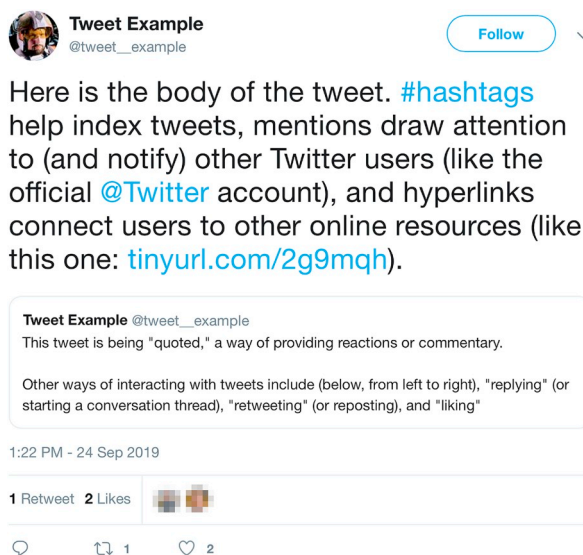 Tweet Example
@tweet__example
Follow
Here is the body of the tweet. #hashtags
help index tweets, mentions draw attention
to (and notify) other Twitter users (like the
official @Twitter account), and hyperlinks
connect users to other online resources (like
this one: tinyurl.com/2g9mqh).
Tweet Example @tweet__example
This tweet is being "quoted," a way of providing reactions or commentary.
Other ways of interacting with tweets include (below, from left to right), "replying" (or
starting a conversation thread), "retweeting" (or reposting), and "liking"
1:22 PM - 24 Sep 2019
1 Retweet 2 Likes
1 2